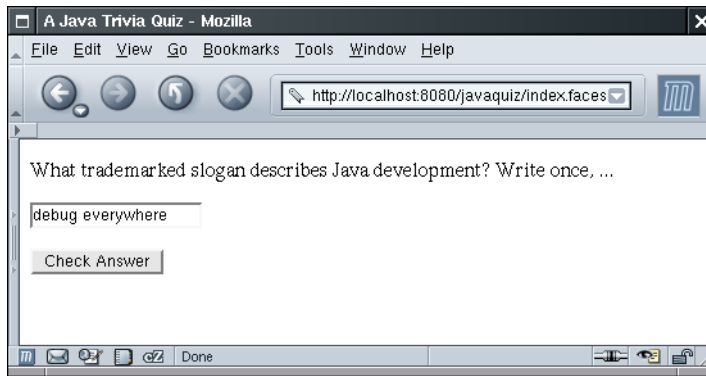 A Java Trivia Quiz - Mozilla
File Edit View Go Bookmarks Tools Window Help
http://localhost:8080/javaquiz/index.faces
What trademarked slogan describes Java development? Write once, ...
debug everywhere
Check Answer
Done